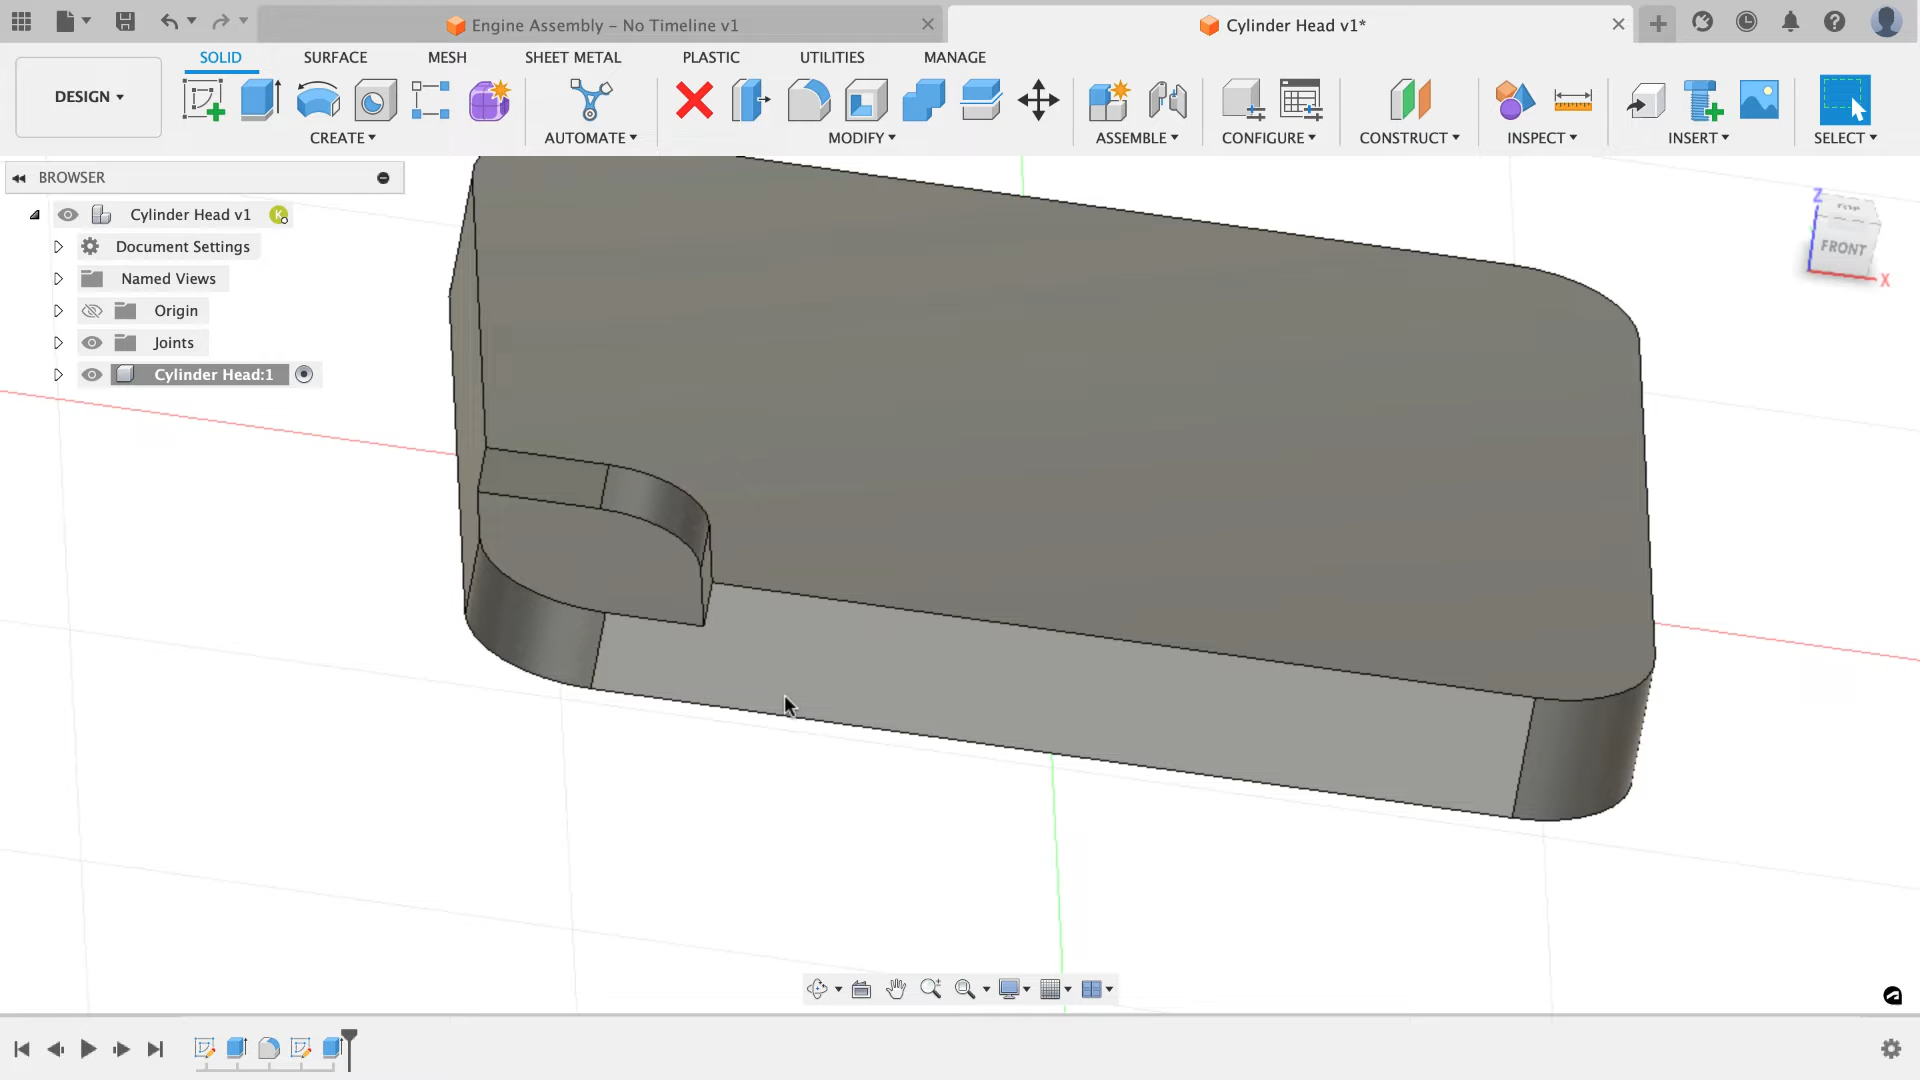 Engine Assembly – No Timeline v1
Cylinder Head v1*
SOLID
SURFACE
MESH
SHEET METAL
PLASTIC
UTILITIES
MANAGE
DESIGN
CREATE
AUTOMATE
MODIFY
ASSEMBLE
CONFIGURE
CONSTRUCT
INSPECT
INSERT
SELECT
BROWSER
Cylinder Head v1
K
Document Settings
Named Views
Origin
Joints
Cylinder Head:1
Z
TOP
FRONT
X